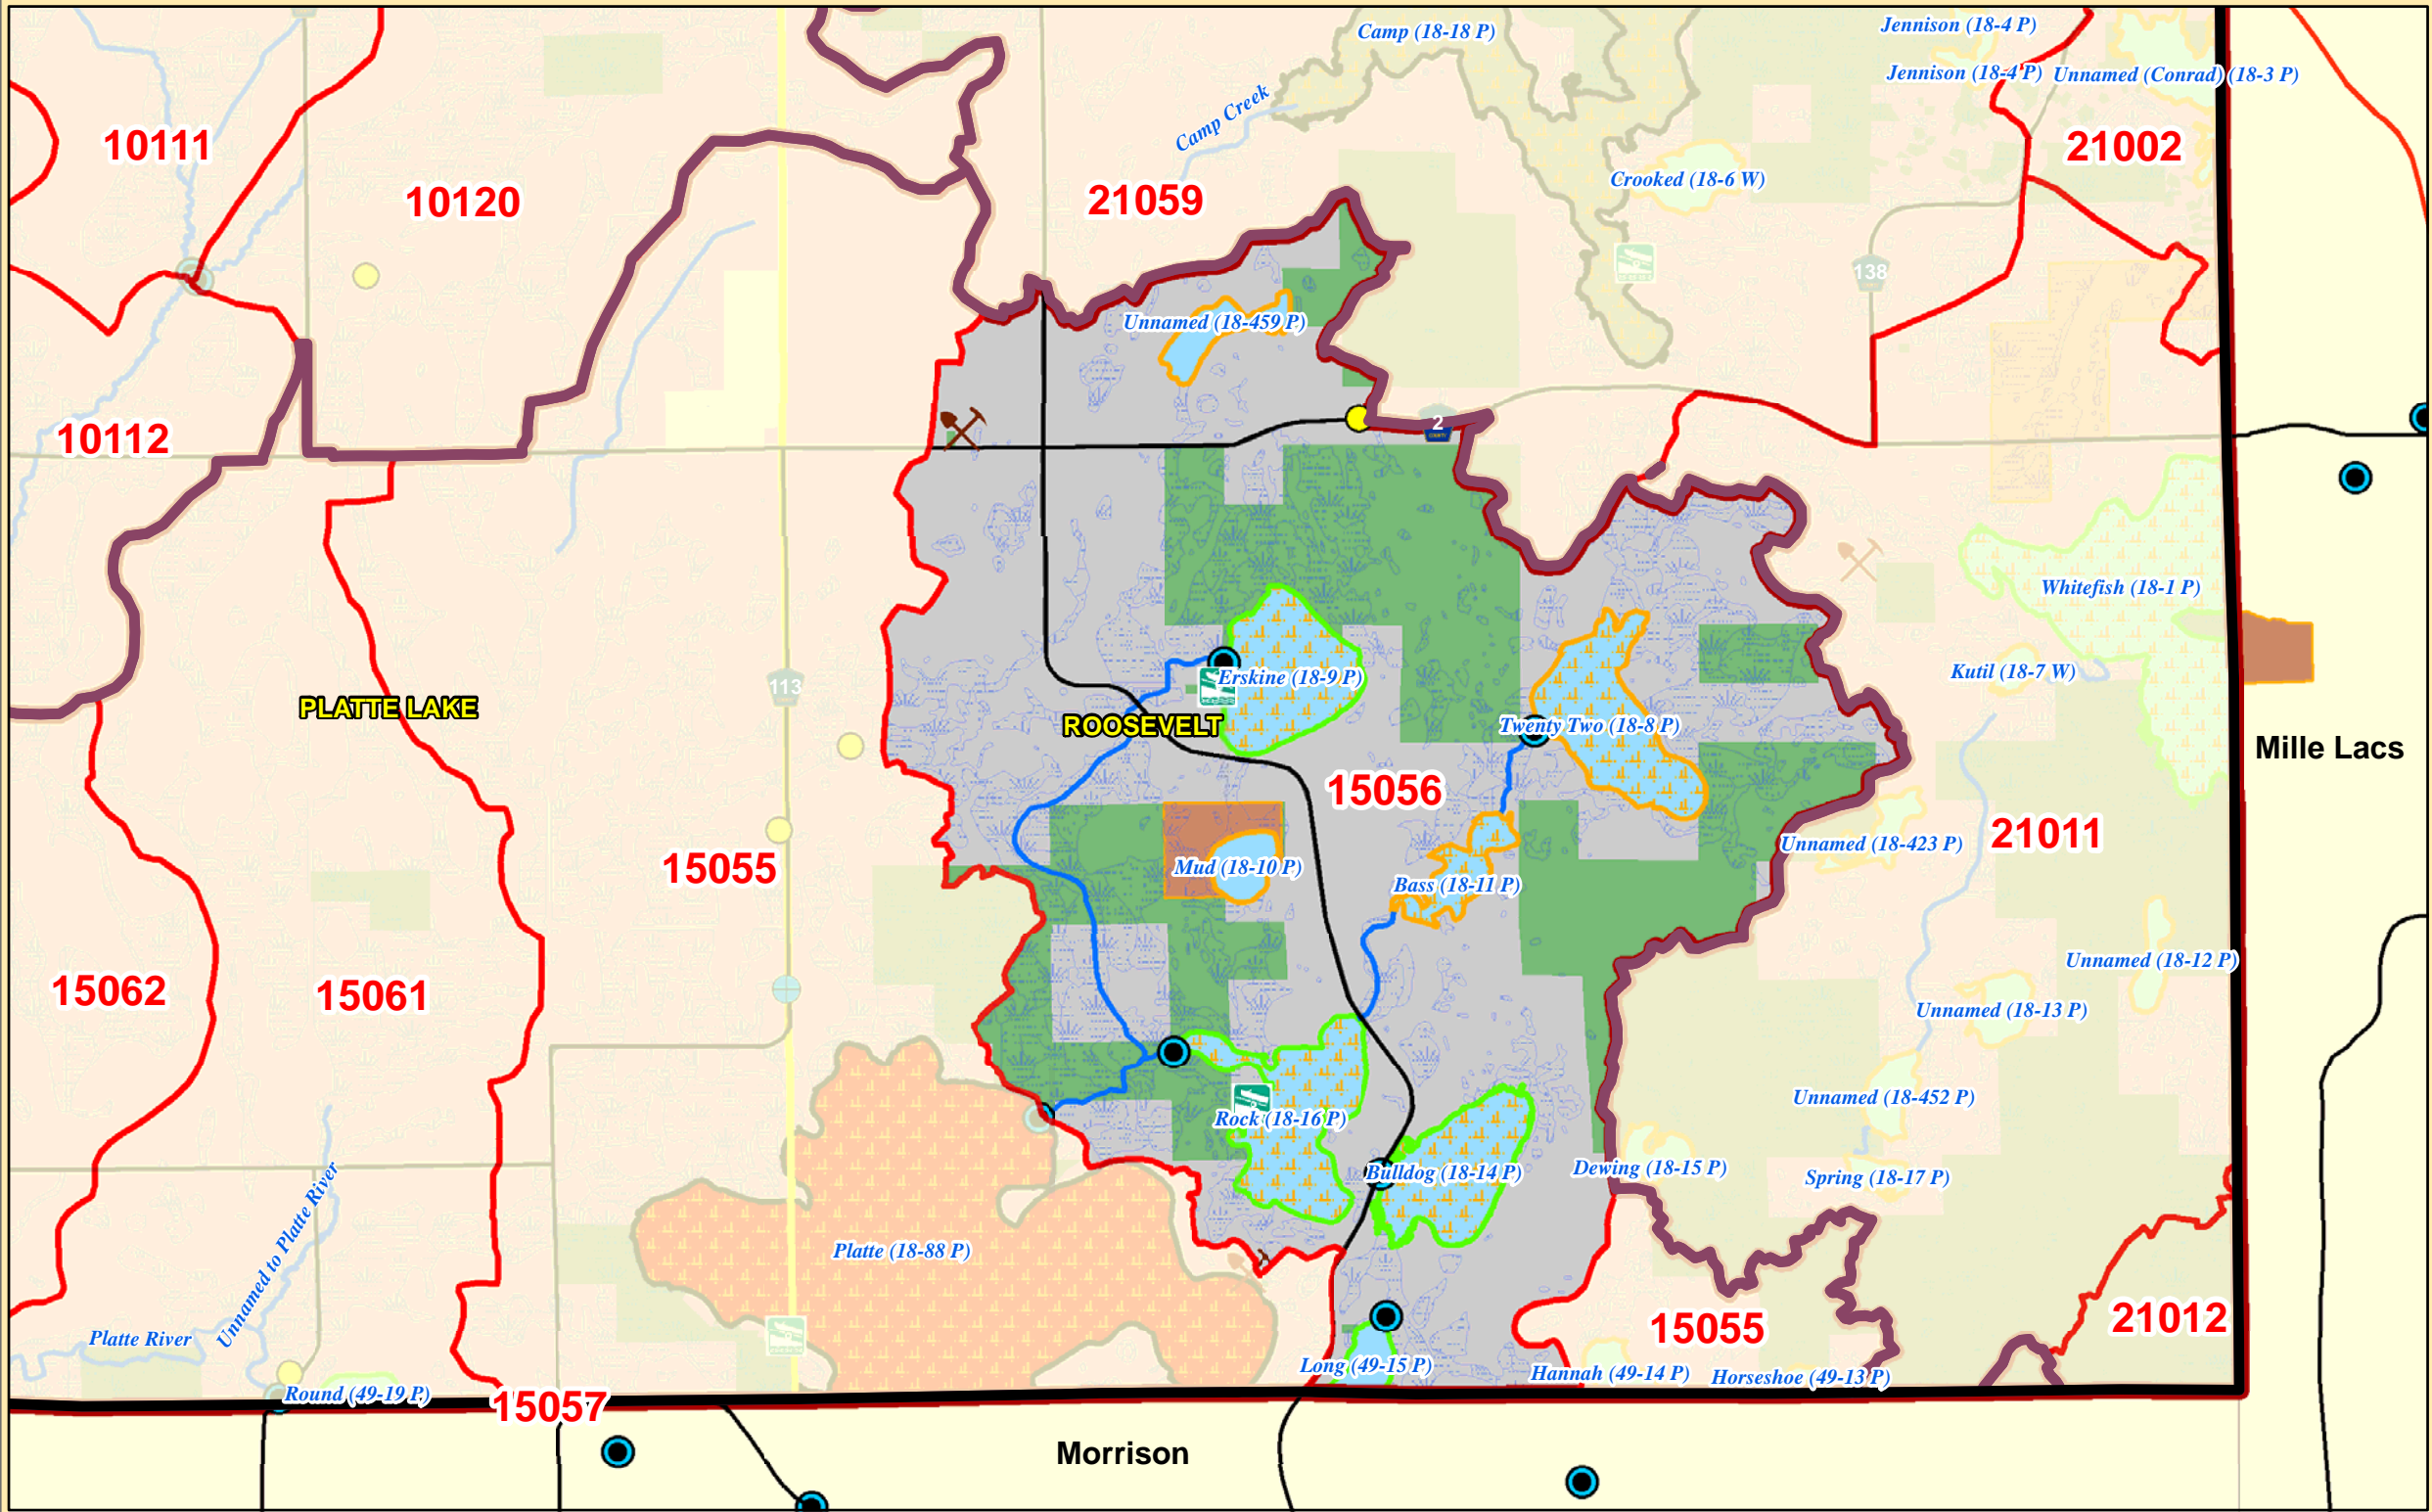 Camp (18-18 P)
Jennison (18-4 P)
Jennison (18-4 P)
Unnamed (Conrad) (18-3 P)
Camp Creek
10111
21002
Crooked (18-6 W)
10120
21059
138
Unnamed (18-459 P)
2
10112
Whitefish (18-1 P)
Kutil (18-7 W)
Erskine (18-9 P)
113
PLATTE LAKE
ROOSEVELT
Twenty Two (18-8 P)
Mille Lacs
15056
21011
Unnamed (18-423 P)
15055
Mud (18-10 P)
Bass (18-11 P)
Unnamed (18-12 P)
15062
15061
Unnamed (18-13 P)
Unnamed (18-452 P)
Rock (18-16 P)
Bulldog (18-14 P)
Dewing (18-15 P)
Spring (18-17 P)
Unnamed to Platte River
Platte (18-88 P)
21012
15055
Platte River
Long (49-15 P)
Hannah (49-14 P)
Horseshoe (49-13 P)
Round (49-19 P)
15057
Morrison